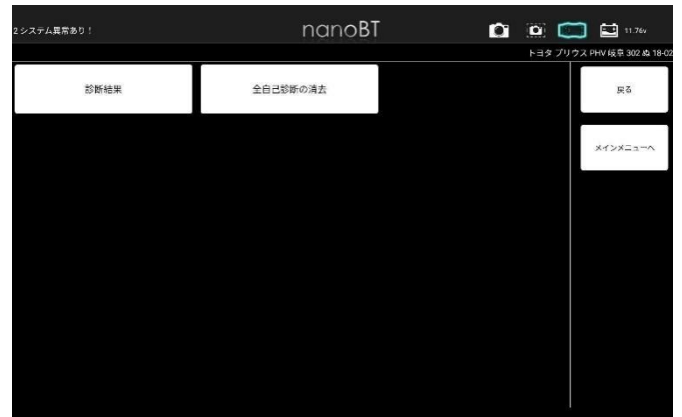 2システム異常あり！
nanoBT
11.76v
トヨタ プリウス PHV 岐阜 302 ぬ 18-02
診断結果
全自己診断の消去
戻る
メインメニューへ